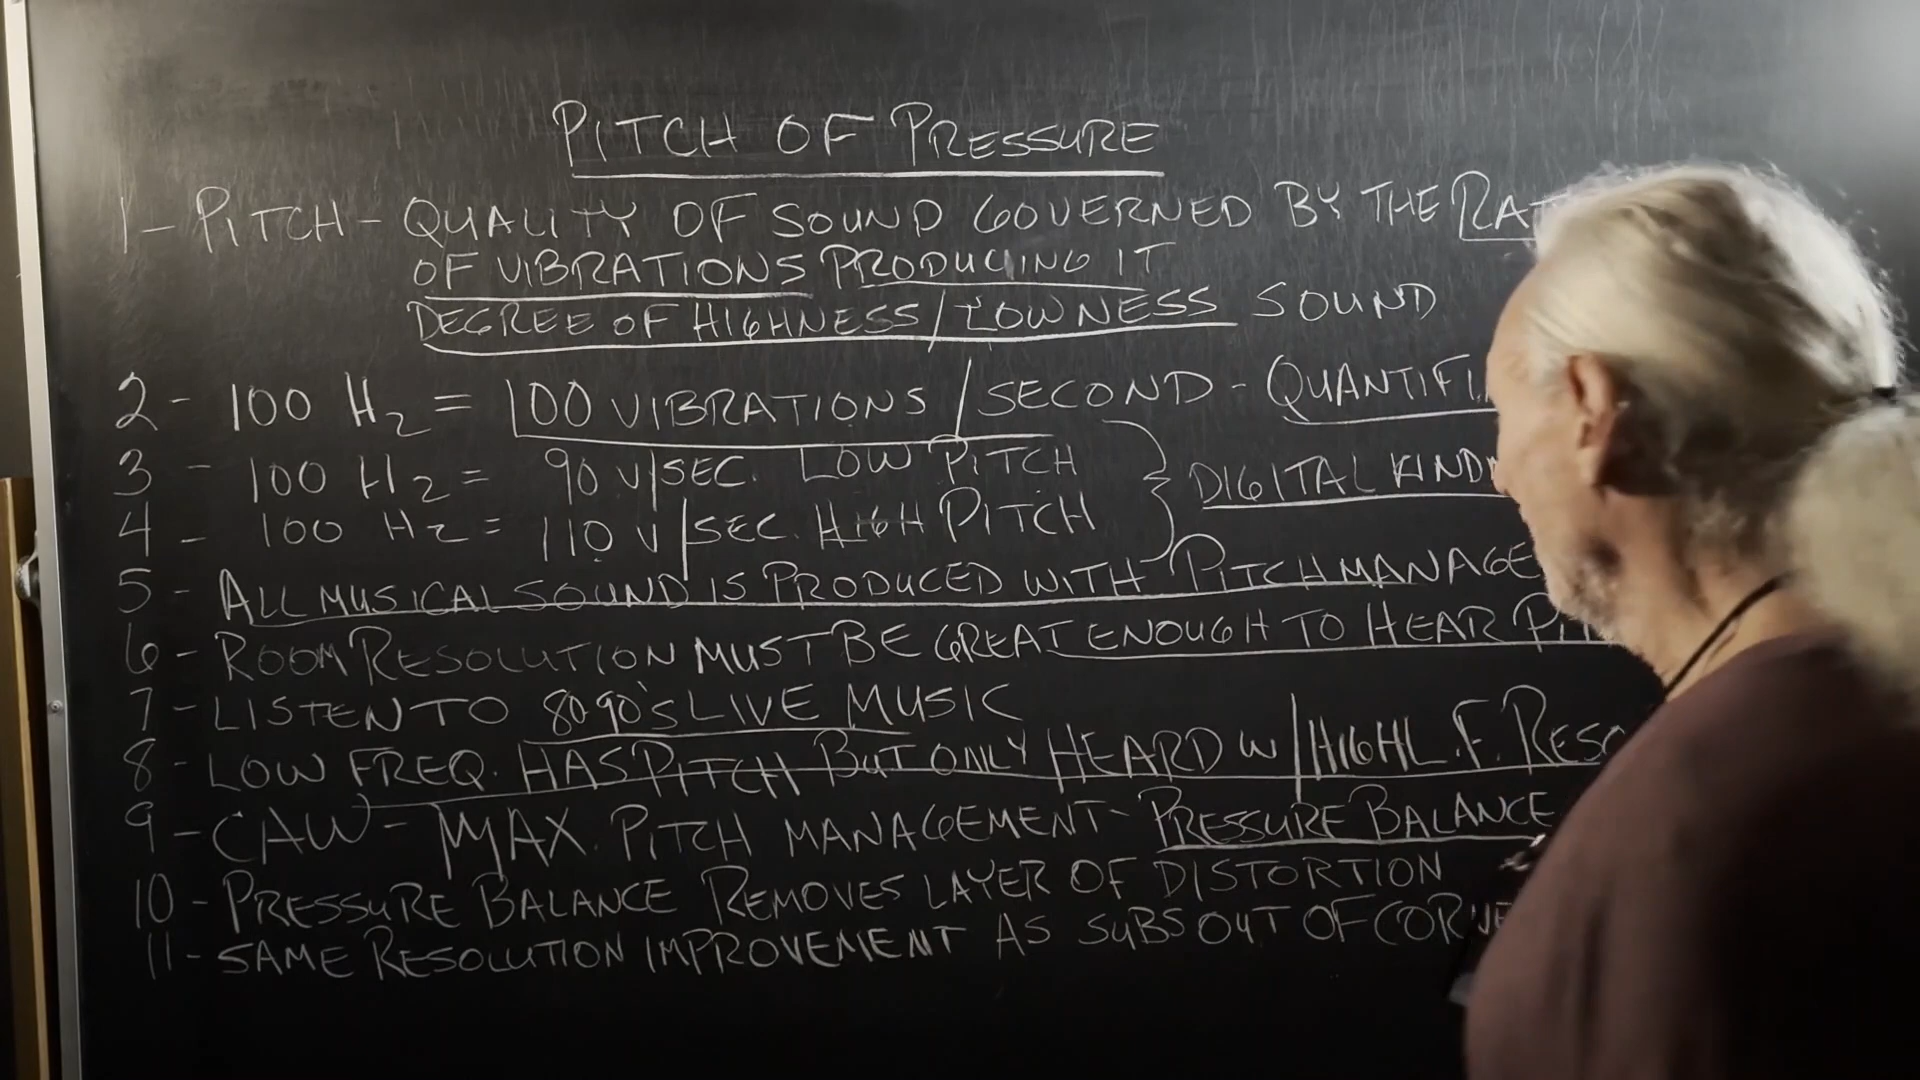 PITCH OF PRESSURE
1- PITCH - QUALITY OF SOUND GOVERNED BY THE RAT
OF VIBRATIONS PRODUCING IT
DEGREE OF HIGHNESS/LOWNESS SOUND
2- 100 Hz = 100 VIBRATIONS / SECOND - QUANTIFI
3 - 100 Hz = 90 V/SEC. LOW PITCH
DIGITAL KIND
4 - 100 Hz = 110 V/SEC. HIGH PITCH
5 - ALL MUSICAL SOUND IS PRODUCED WITH PITCH MANAGE
6 - ROOM RESOLUTION MUST BE GREAT ENOUGH TO HEAR PIT
7 - LISTEN TO 80-90's LIVE MUSIC
8 - LOW FREQ. HAS PITCH BUT ONLY HEARD W/HIGH L.F. RESO
9 - CAW - MAX. PITCH MANAGEMENT - PRESSURE BALANCE
10 - PRESSURE BALANCE REMOVES LAYER OF DISTORTION
11 - SAME RESOLUTION IMPROVEMENT AS SUBS OUT OF CORNE